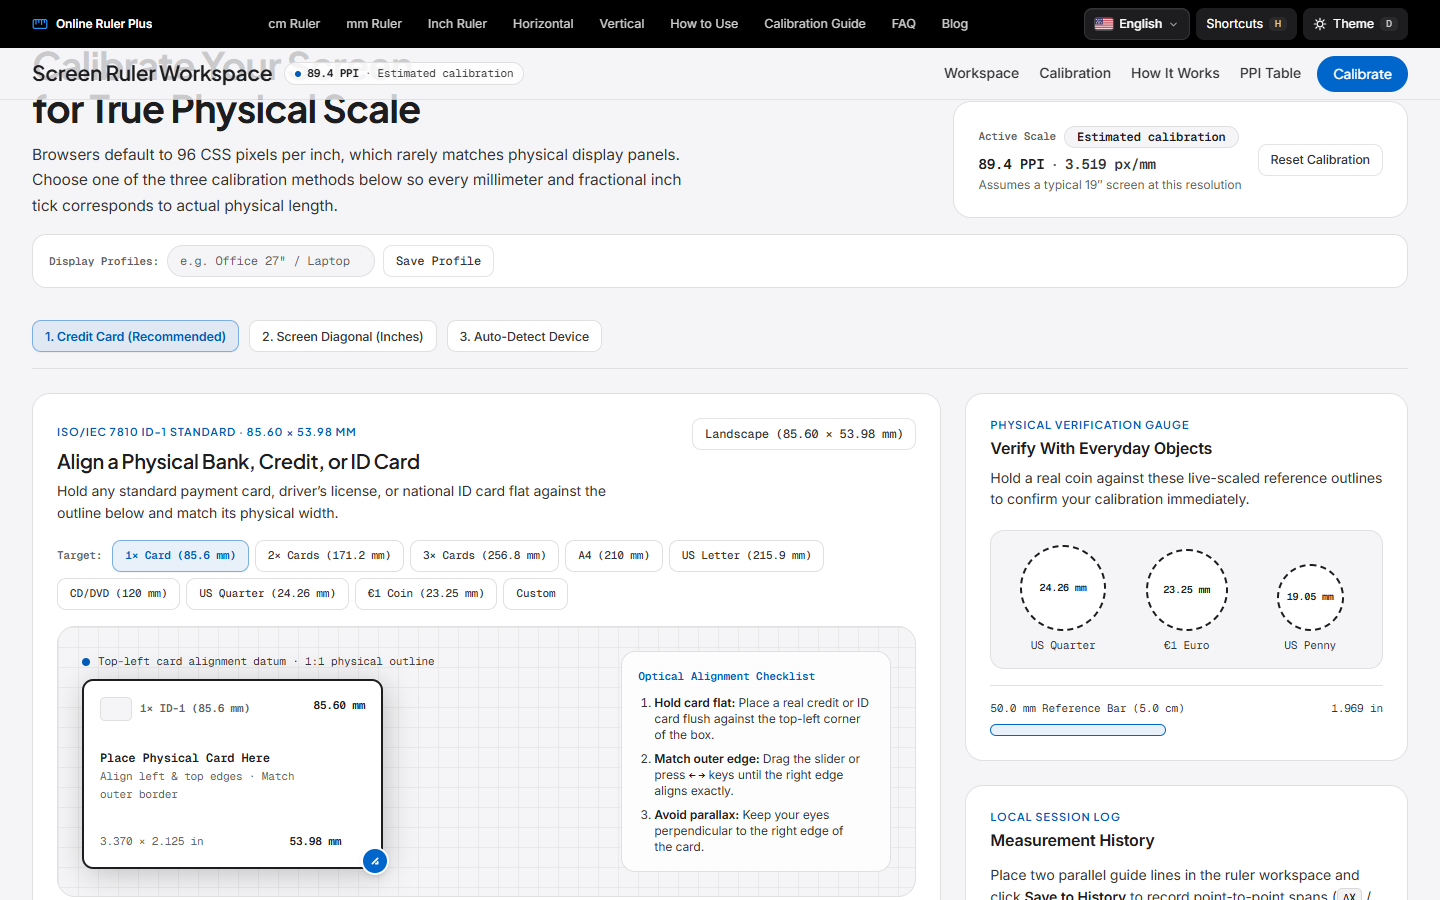 Online Ruler Plus
cm Ruler
mm Ruler
Inch Ruler
Horizontal
Vertical
How to Use
Calibration Guide
FAQ
Blog
English
Shortcuts H
Theme D
Calibrate Your Screen
Screen Ruler Workspace
89.4 PPI · Estimated calibration
Workspace
Calibration
How It Works
PPI Table
Calibrate
for True Physical Scale
Browsers default to 96 CSS pixels per inch, which rarely matches physical display panels.
Choose one of the three calibration methods below so every millimeter and fractional inch
tick corresponds to actual physical length.
Active Scale Estimated calibration
89.4 PPI · 3.519 px/mm
Assumes a typical 19″ screen at this resolution
Reset Calibration
Display Profiles: e.g. Office 27" / Laptop Save Profile
1. Credit Card (Recommended)
2. Screen Diagonal (Inches)
3. Auto-Detect Device
ISO/IEC 7810 ID-1 STANDARD · 85.60 × 53.98 MM
Landscape (85.60 × 53.98 mm)
Align a Physical Bank, Credit, or ID Card
Hold any standard payment card, driver’s license, or national ID card flat against the
outline below and match its physical width.
Target: 1× Card (85.6 mm) 2× Cards (171.2 mm) 3× Cards (256.8 mm) A4 (210 mm) US Letter (215.9 mm)
CD/DVD (120 mm) US Quarter (24.26 mm) €1 Coin (23.25 mm) Custom
Top-left card alignment datum · 1:1 physical outline
1× ID-1 (85.6 mm)
85.60 mm
Place Physical Card Here
Align left & top edges · Match
outer border
3.370 × 2.125 in
53.98 mm
Optical Alignment Checklist
1. Hold card flat: Place a real credit or ID
card flush against the top-left corner
of the box.
2. Match outer edge: Drag the slider or
press ←→ keys until the right edge
aligns exactly.
3. Avoid parallax: Keep your eyes
perpendicular to the right edge of
the card.
PHYSICAL VERIFICATION GAUGE
Verify With Everyday Objects
Hold a real coin against these live-scaled reference outlines
to confirm your calibration immediately.
24.26 mm
23.25 mm
19.05 mm
US Quarter
€1 Euro
US Penny
50.0 mm Reference Bar (5.0 cm)
1.969 in
LOCAL SESSION LOG
Measurement History
Place two parallel guide lines in the ruler workspace and
click Save to History to record point-to-point spans (ΔX /